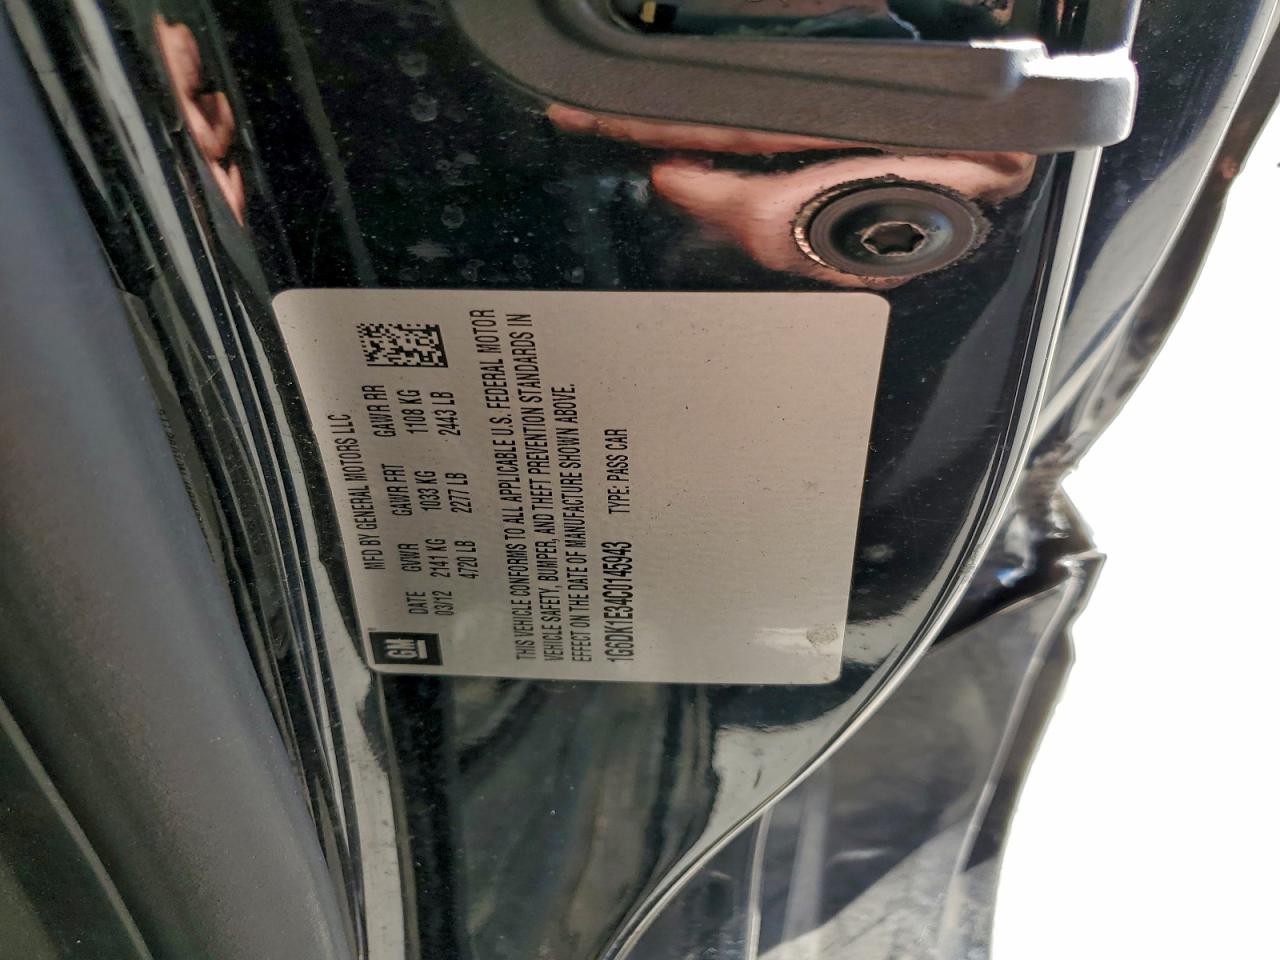 GM
MFD BY GENERAL MOTORS LLC
DATE GVWR GAWR FRT GAWR RR
03/12 2141 KG 1033 KG 1108 KG
4720 LB 2277 LB 2443 LB
THIS VEHICLE CONFORMS TO ALL APPLICABLE U.S. FEDERAL MOTOR
VEHICLE SAFETY, BUMPER, AND THEFT PREVENTION STANDARDS IN
EFFECT ON THE DATE OF MANUFACTURE SHOWN ABOVE.
1G6DK1E34C0145943 TYPE: PASS CAR